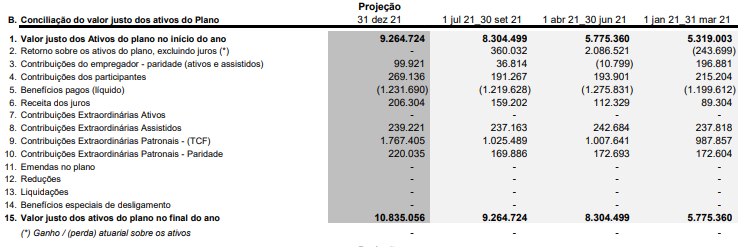 Projeção
B. Conciliação do valor justo dos ativos do Plano 31 dez 21 1 jul 21_30 set 21 1 abr 21_30 jun 21 1 jan 21_31 mar 21
1. Valor justo dos Ativos do plano no início do ano 9.264.724 8.304.499 5.775.360 5.319.003
2. Retorno sobre os ativos do plano, excluindo juros (*) - 360.032 2.086.521 (243.699)
3. Contribuições do empregador - paridade (ativos e assistidos) 99.921 36.814 (10.799) 196.881
4. Contribuições dos participantes 269.136 191.267 193.901 215.204
5. Benefícios pagos (líquido) (1.231.690) (1.219.628) (1.275.831) (1.199.612)
6. Receita dos juros 206.304 159.202 112.329 89.304
7. Contribuições Extraordinárias Ativos - - - -
8. Contribuições Extraordinárias Assistidos 239.221 237.163 242.684 237.818
9. Contribuições Extraordinárias Patronais - (TCF) 1.767.405 1.025.489 1.007.641 987.857
10. Contribuições Extraordinárias Patronais - Paridade 220.035 169.886 172.693 172.604
11. Emendas no plano - - - -
12. Reduções - - - -
13. Liquidações - - - -
14. Benefícios especiais de desligamento - - - -
15. Valor justo dos ativos do plano no final do ano 10.835.056 9.264.724 8.304.499 5.775.360
(*) Ganho / (perda) atuarial sobre os ativos - - - -